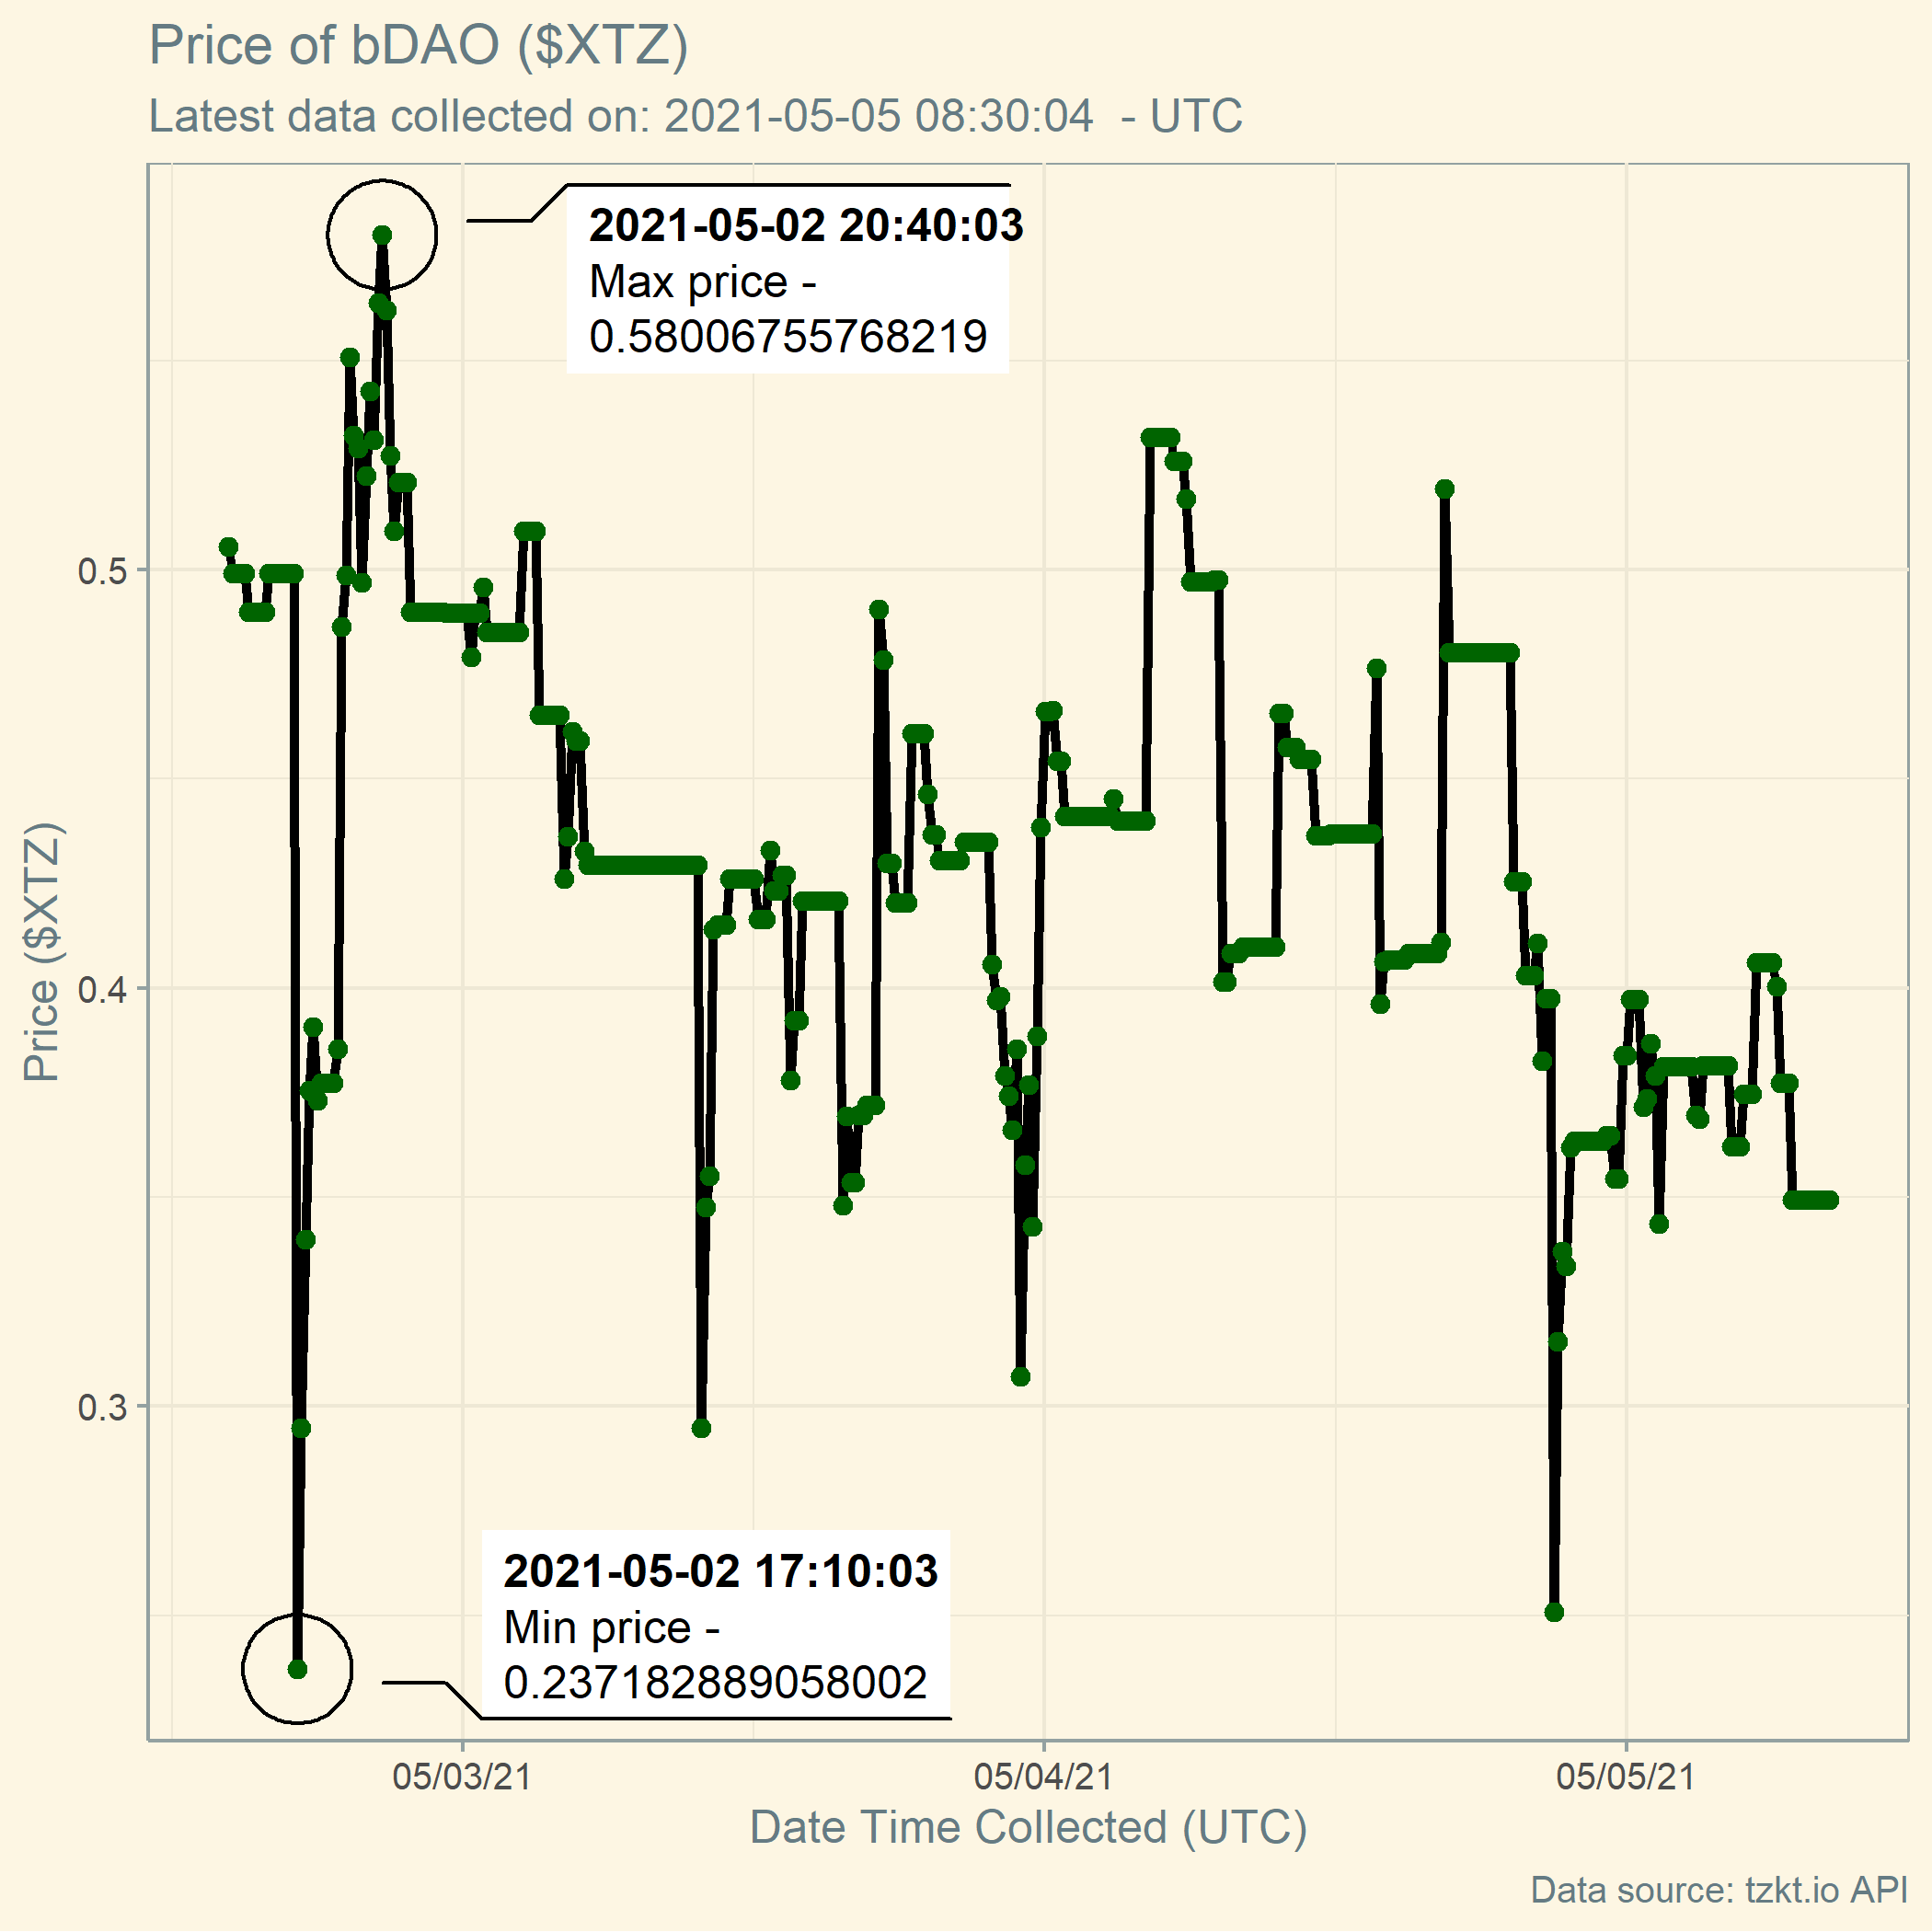 Price of bDAO ($XTZ)
Latest data collected on: 2021-05-05 08:30:04  - UTC
2021-05-02 20:40:03
Max price -
0.58006755768219
0.5
Price ($XTZ)
0.4
0.3
2021-05-02 17:10:03
Min price -
0.237182889058002
05/03/21
05/04/21
05/05/21
Date Time Collected (UTC)
Data source: tzkt.io API